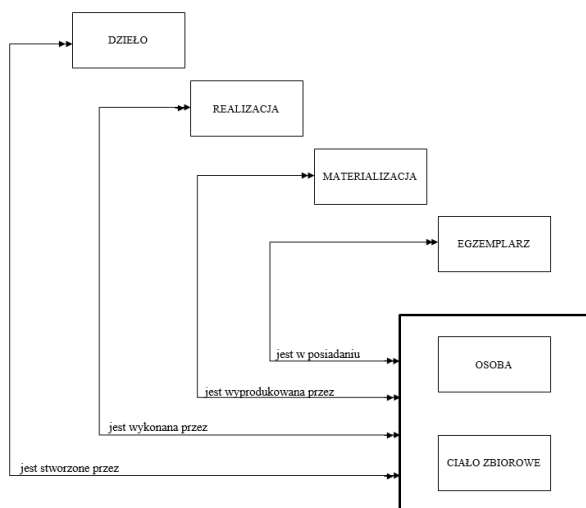 DZIEŁO
REALIZACJA
MATERIALIZACJA
EGZEMPLARZ
jest w posiadaniu
OSOBA
jest wyprodukowana przez
jest wykonana przez
CIAŁO ZBIOROWE
jest stworzone przez